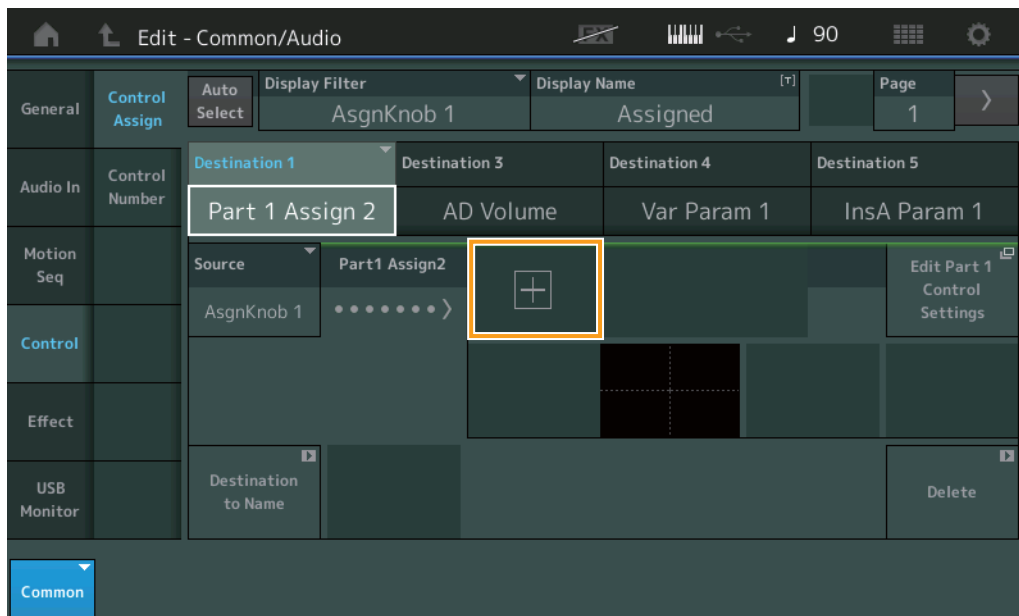 Edit - Common/Audio
90
General
Control
Assign
Auto
Select
Display Filter
AsgnKnob 1
Display Name
[T]
Assigned
Page
1
Audio In
Control
Number
Destination 1
Part 1 Assign 2
Destination 3
AD Volume
Destination 4
Var Param 1
Destination 5
InsA Param 1
Motion
Seq
Source
AsgnKnob 1
Part1 Assign2
Edit Part 1
Control
Settings
Control
Effect
USB
Monitor
Destination
to Name
Delete
Common